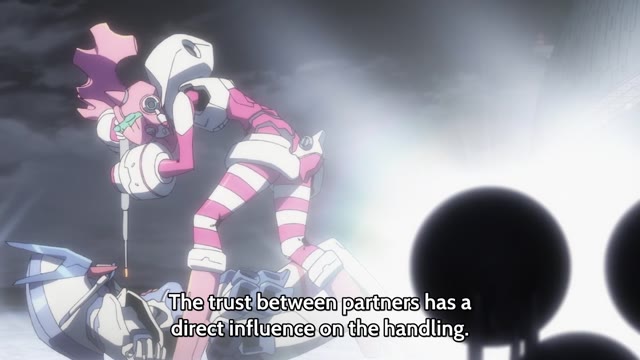 The trust between partners has a
direct influence on the handling.